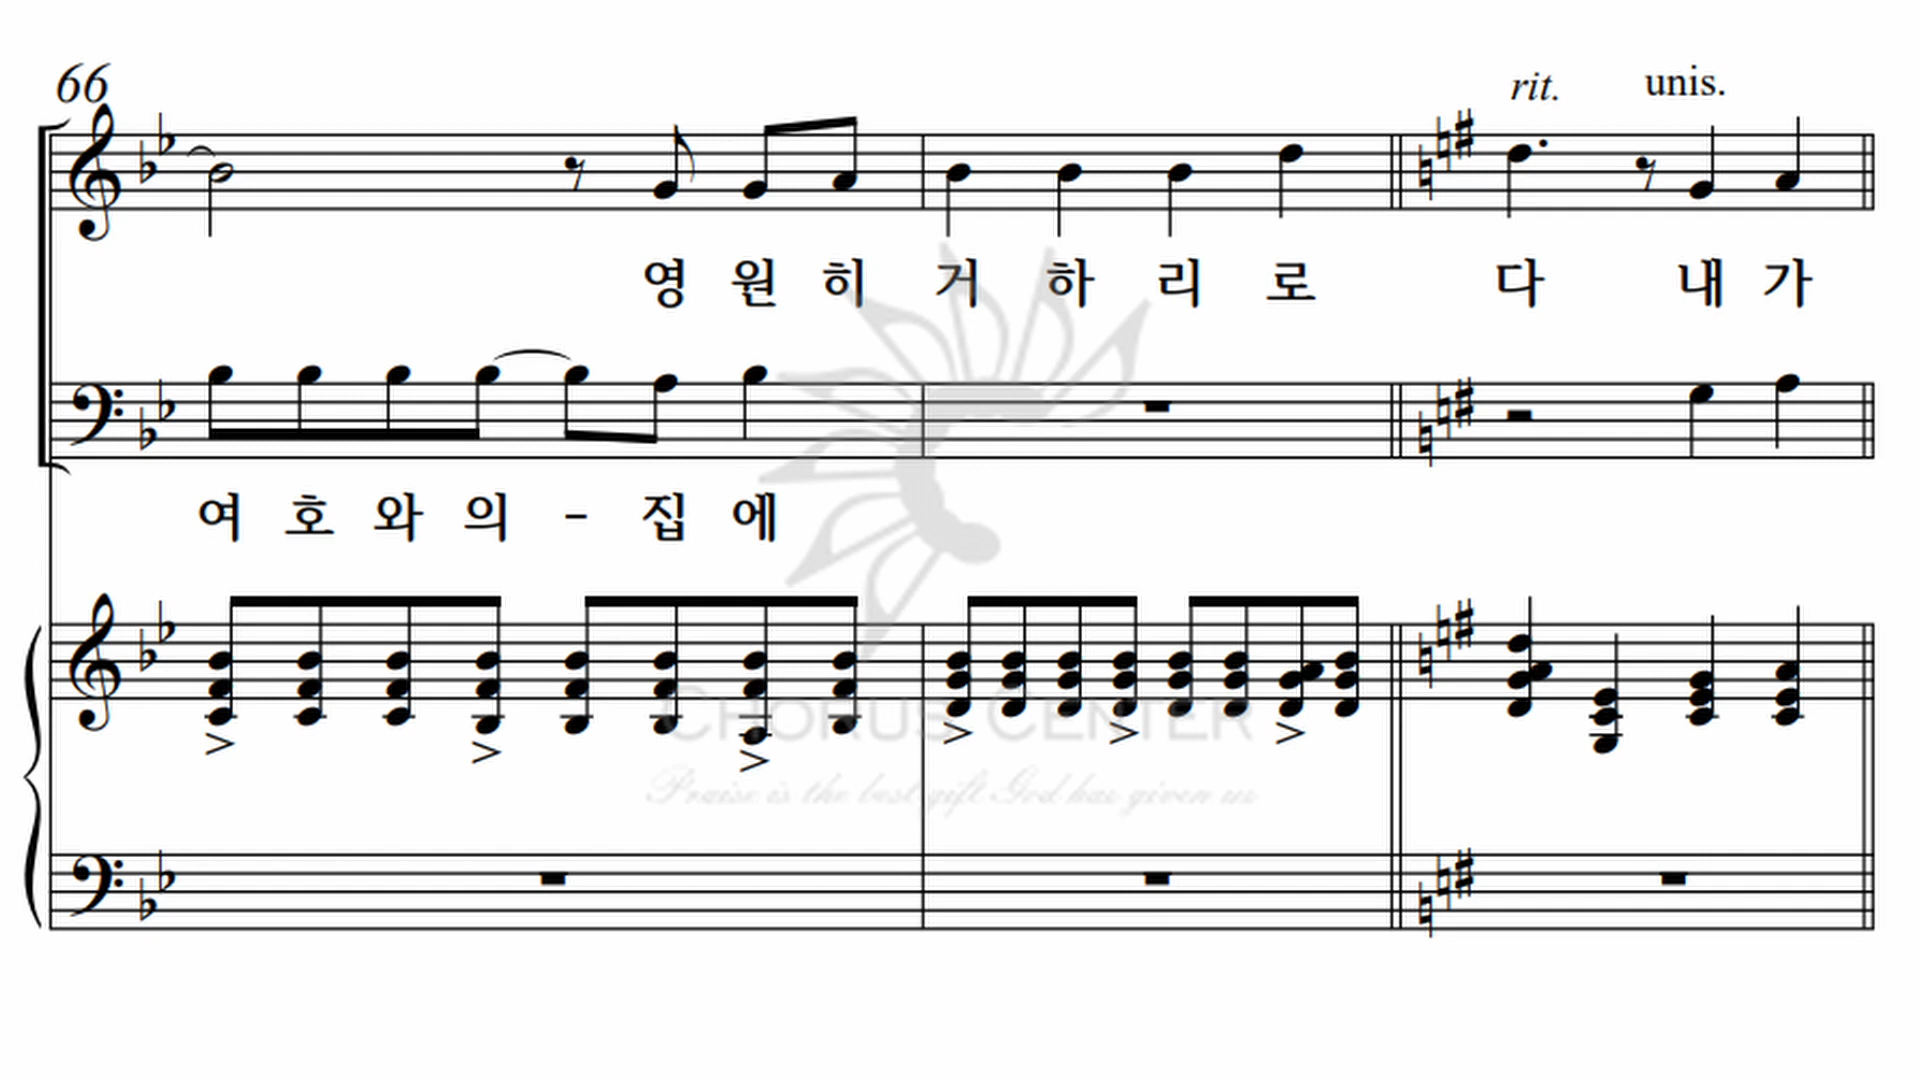 66
rit. unis.
영 원 히 거 하 리 로 다 내 가
여 호 와 의 - 집 에
CHORUS CENTER
Praise is the best gift God has given us